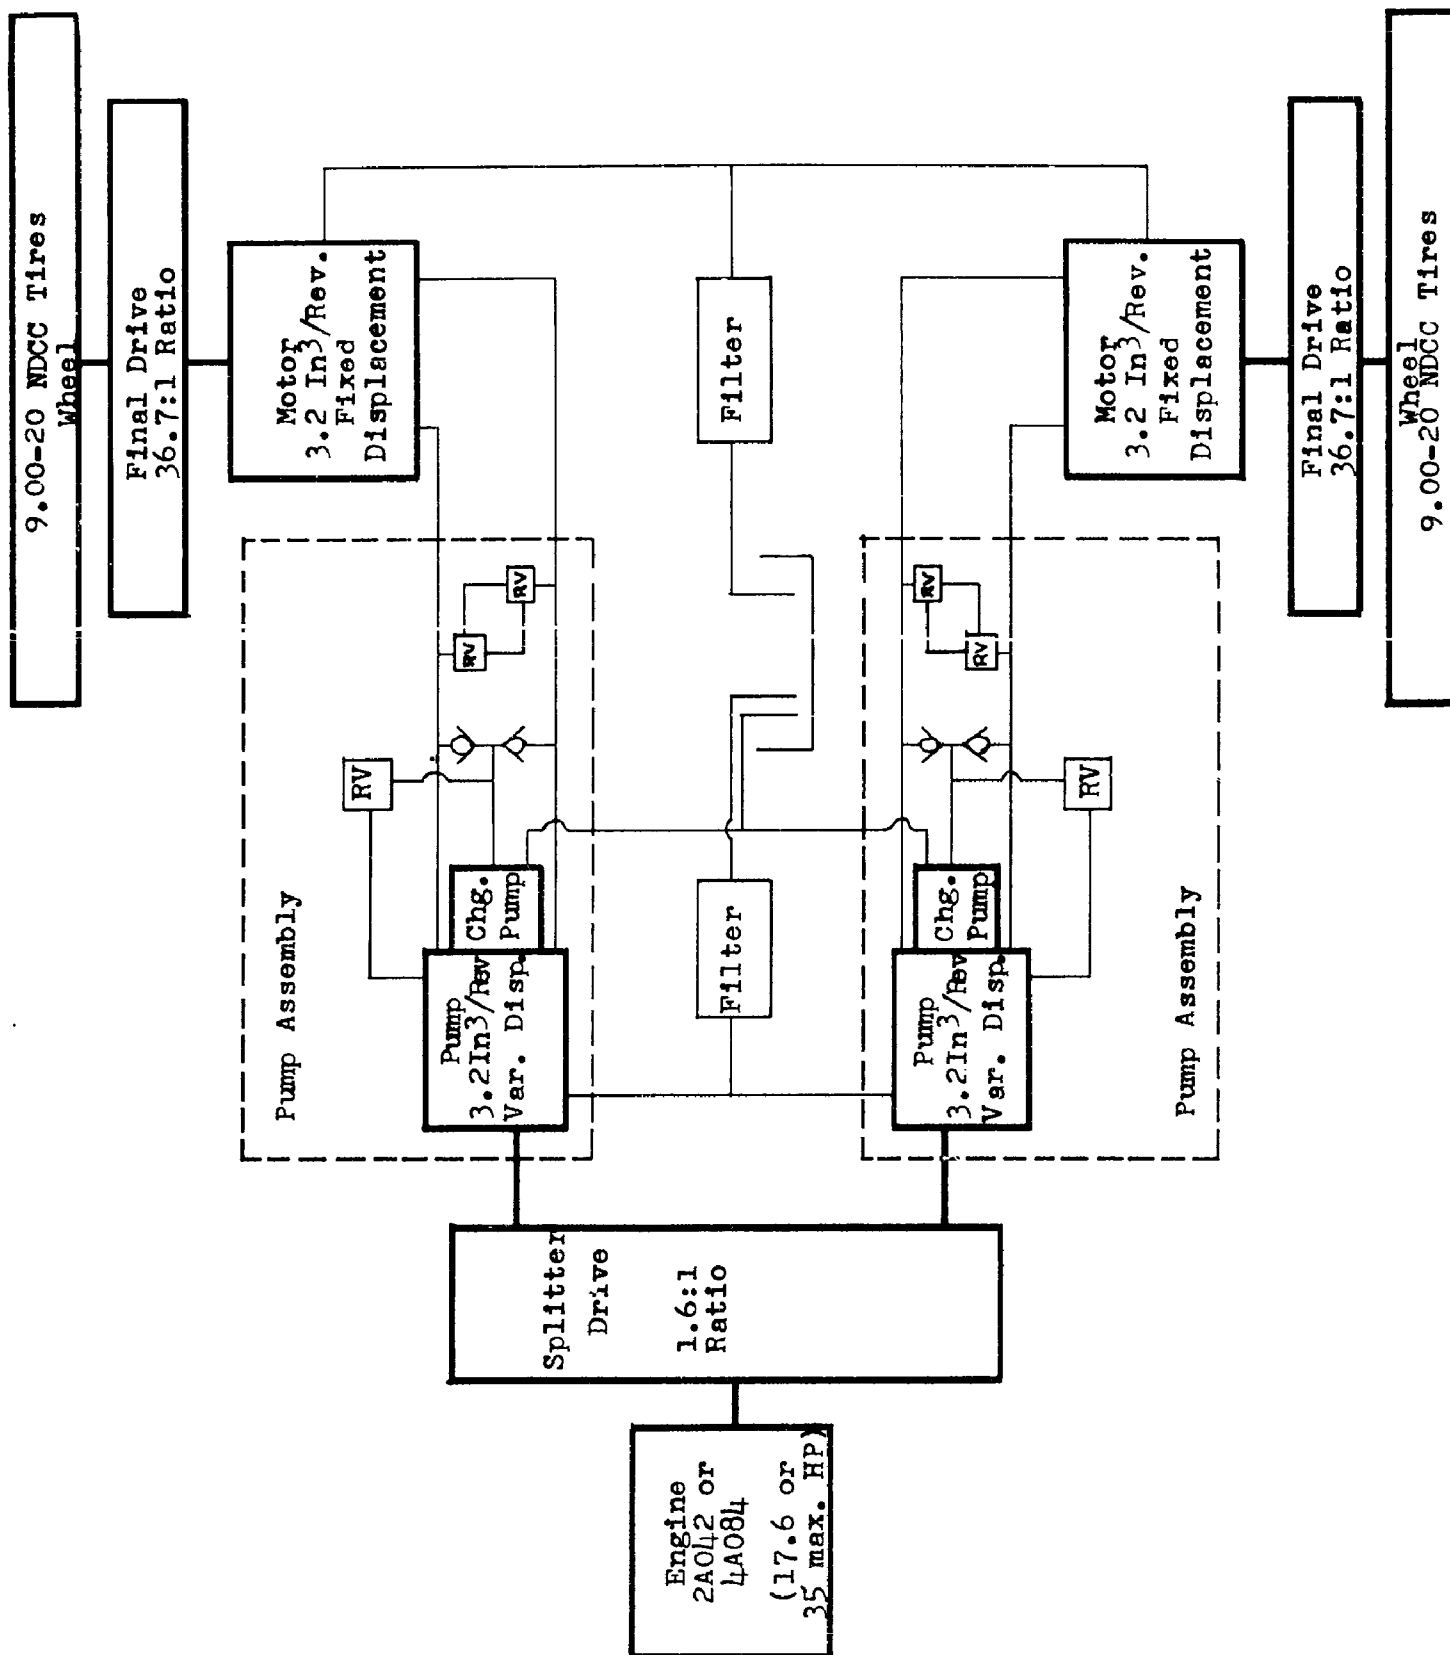 9.00-20 NDCC Tires
Wheel
Final Drive
36.7:1 Ratio
Motor
3.2 In³/Rev.
Fixed
Displacement
RV
RV
RV
Chg.
Pump
Pump
3.2In³/Rev
Var. Disp.
Pump Assembly
Filter
Filter
Splitter
Drive
1.6:1
Ratio
Engine
2A042 or
4A084
(17.6 or
35 max. HP)
RV
RV
RV
Chg.
Pump
Pump
3.2In³/Rev
Var. Disp.
Pump Assembly
Motor
3.2 In³/Rev.
Fixed
Displacement
Final Drive
36.7:1 Ratio
Wheel
9.00-20 NDCC Tires